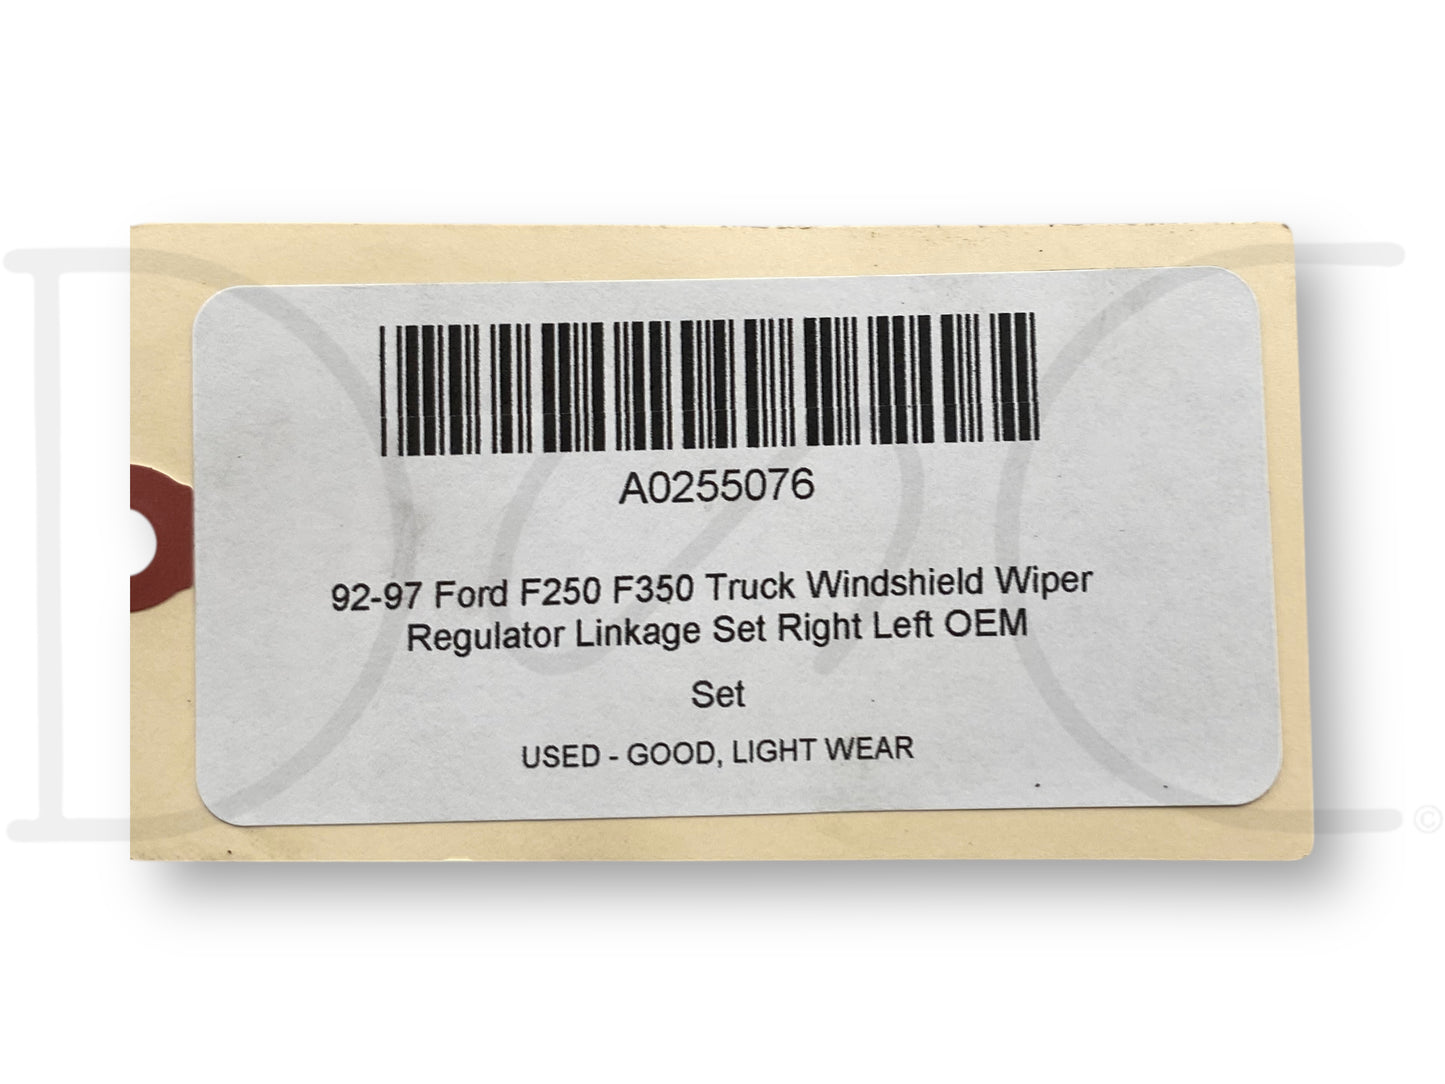 A0255076
92-97 Ford F250 F350 Truck Windshield Wiper
Regulator Linkage Set Right Left OEM
Set
USED - GOOD, LIGHT WEAR
©